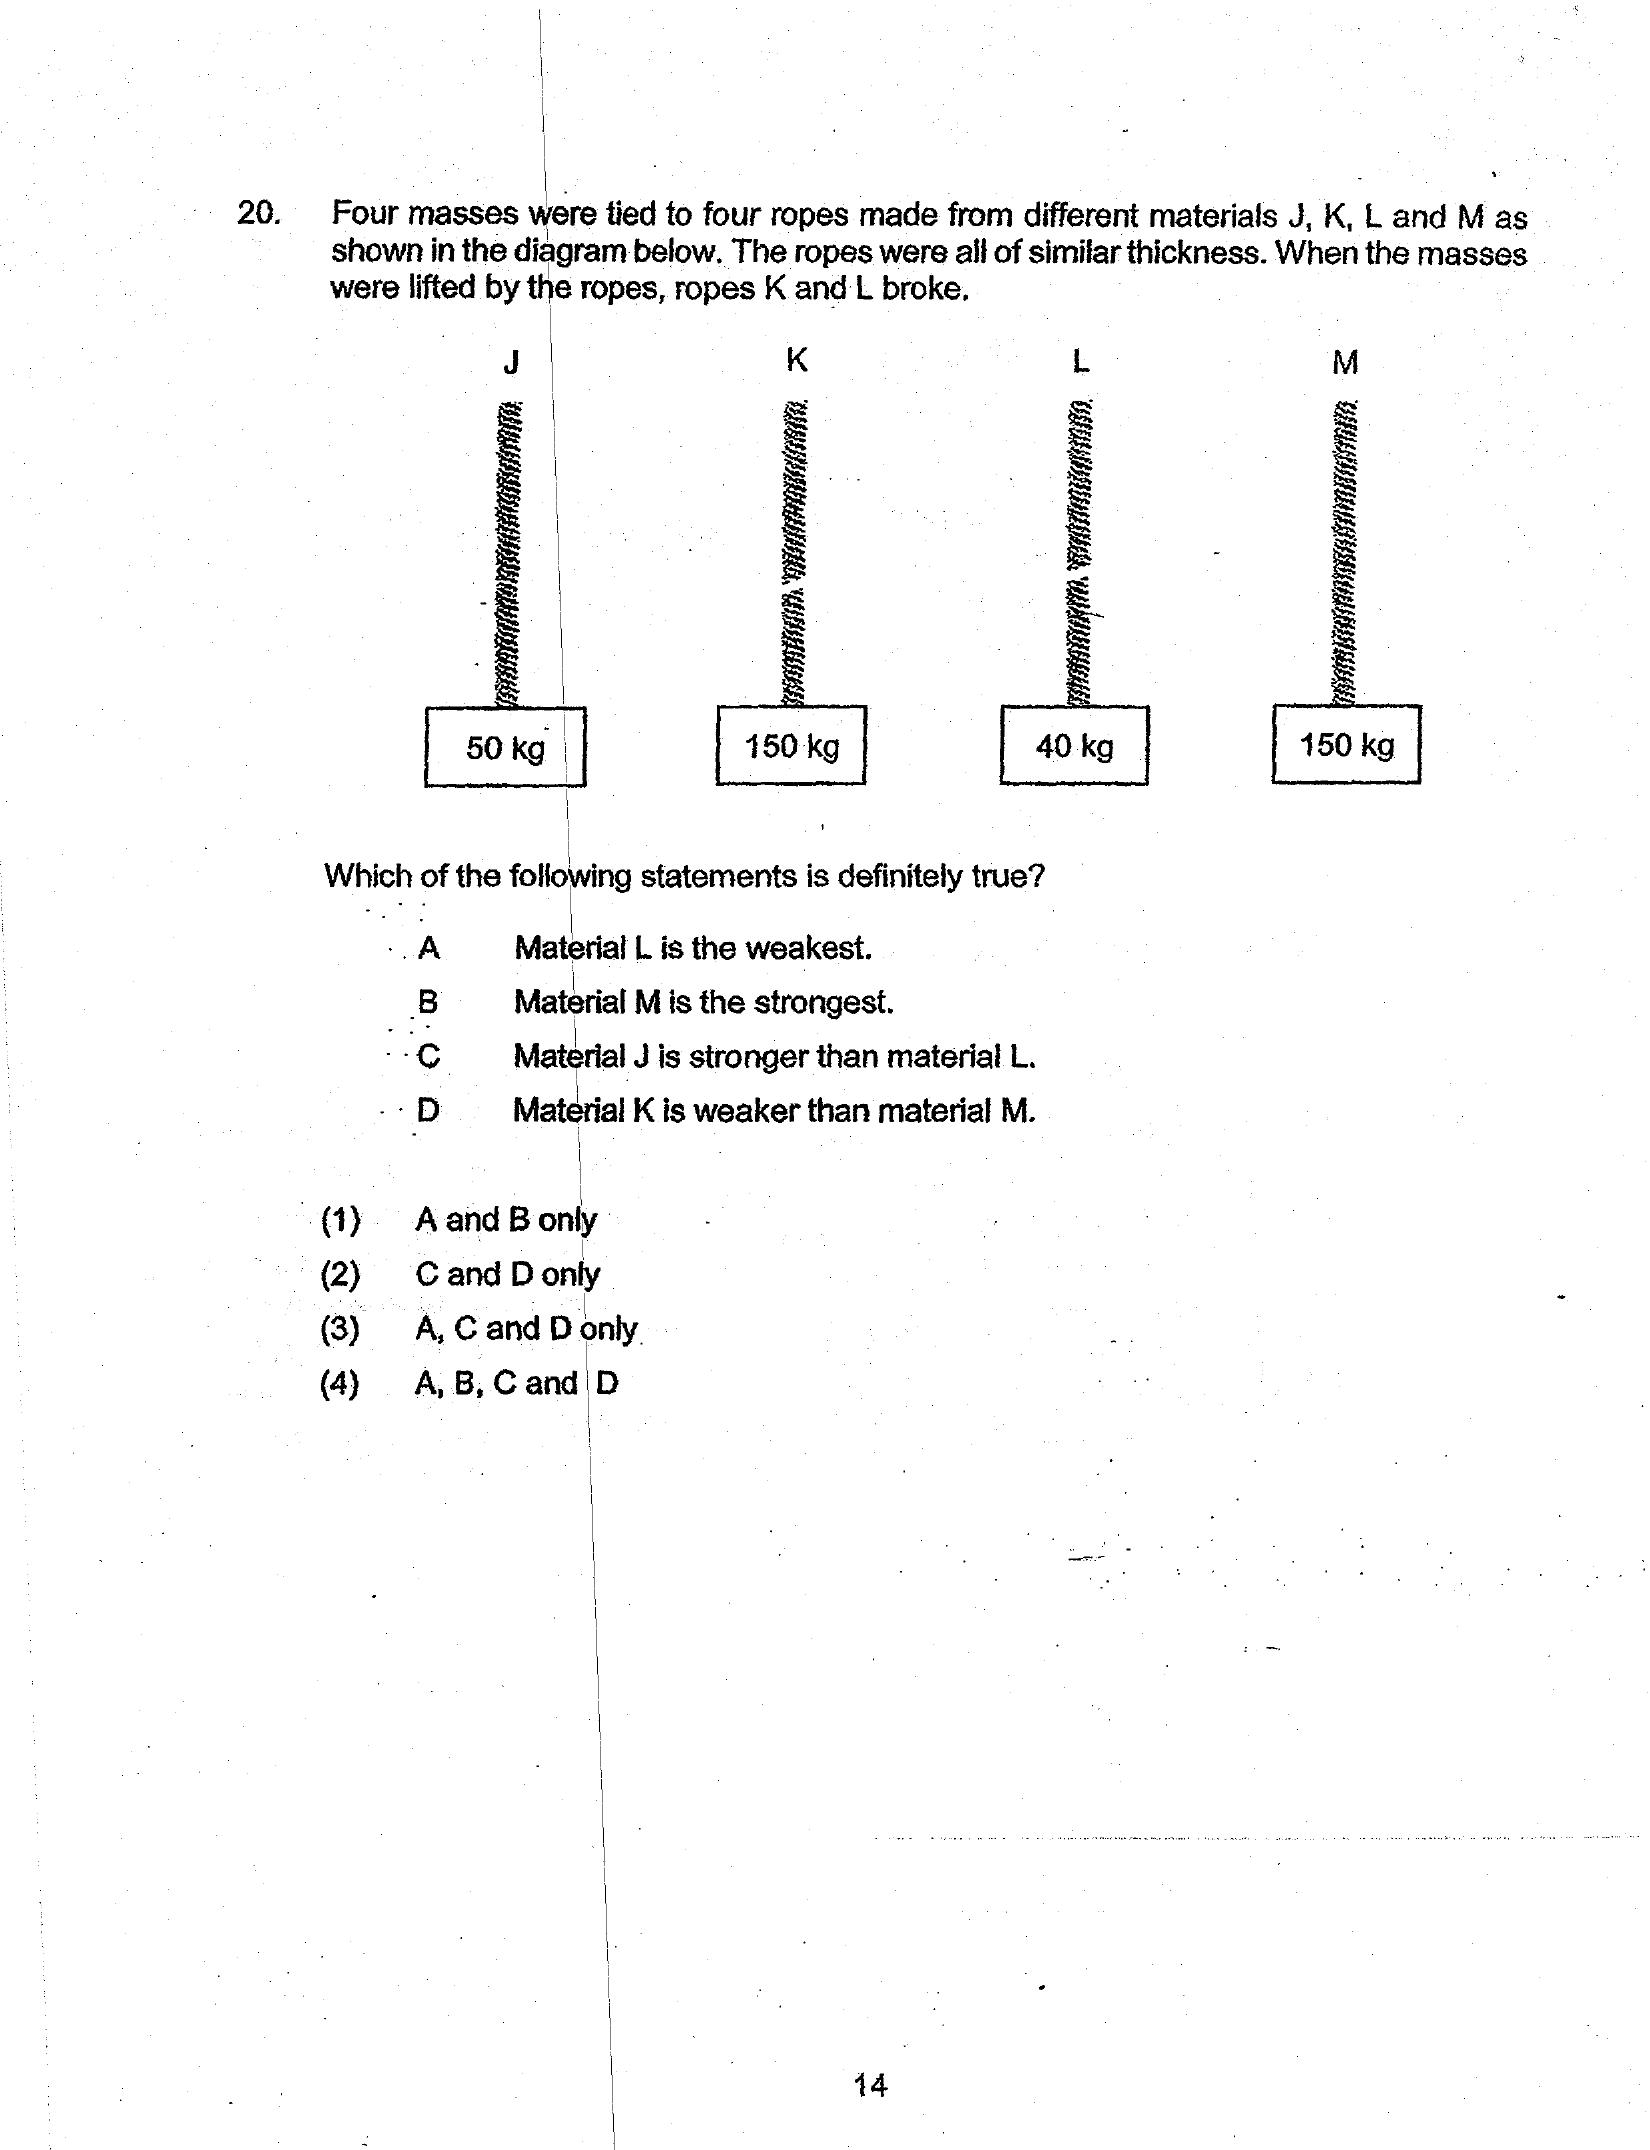 20. Four masses were tied to four ropes made from different materials J, K, L and M as
shown in the diagram below. The ropes were all of similar thickness. When the masses
were lifted by the ropes, ropes K and L broke.
J K L M
50 kg 150 kg 40 kg 150 kg
Which of the following statements is definitely true?
A Material L is the weakest.
B Material M is the strongest.
C Material J is stronger than material L.
D Material K is weaker than material M.
(1) A and B only
(2) C and D only
(3) A, C and D only
(4) A, B, C and D
14